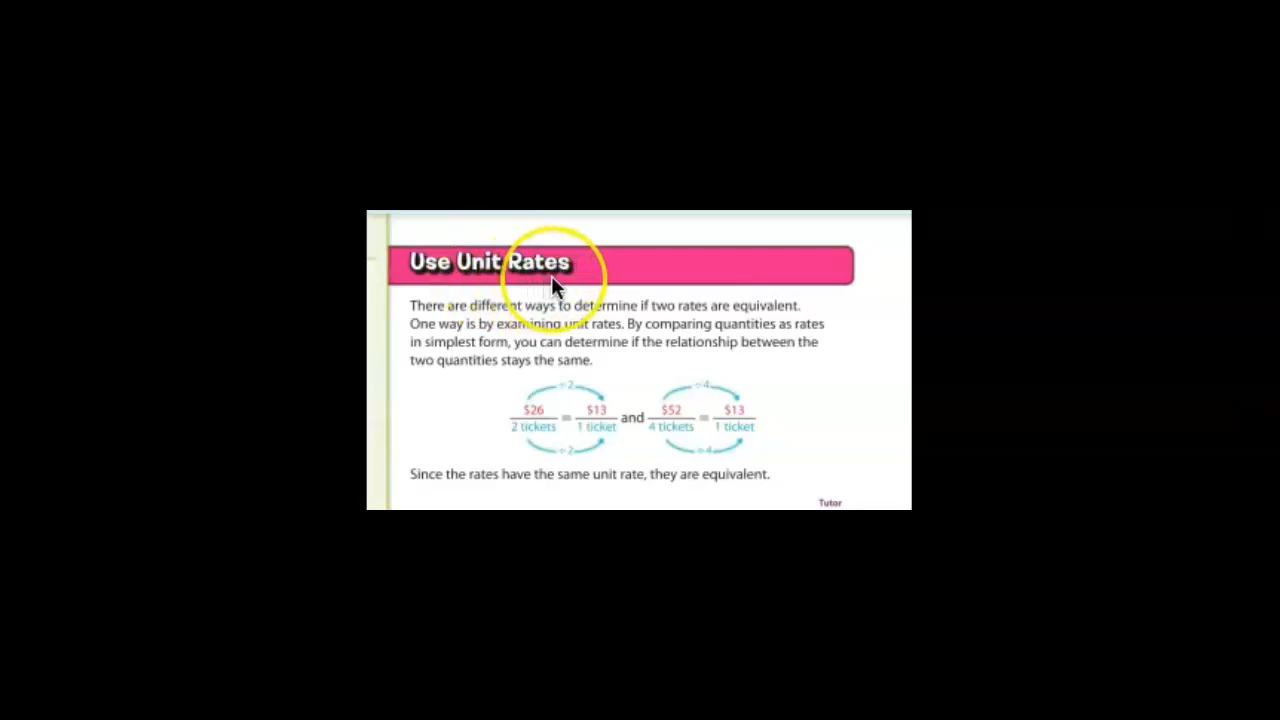 Use Unit Rates
There are different ways to determine if two rates are equivalent.
One way is by examining unit rates. By comparing quantities as rates
in simplest form, you can determine if the relationship between the
two quantities stays the same.
÷2 ÷4
$26 $13 $52 $13
= and =
2 tickets 1 ticket 4 tickets 1 ticket
÷2 ÷4
Since the rates have the same unit rate, they are equivalent.
Tutor